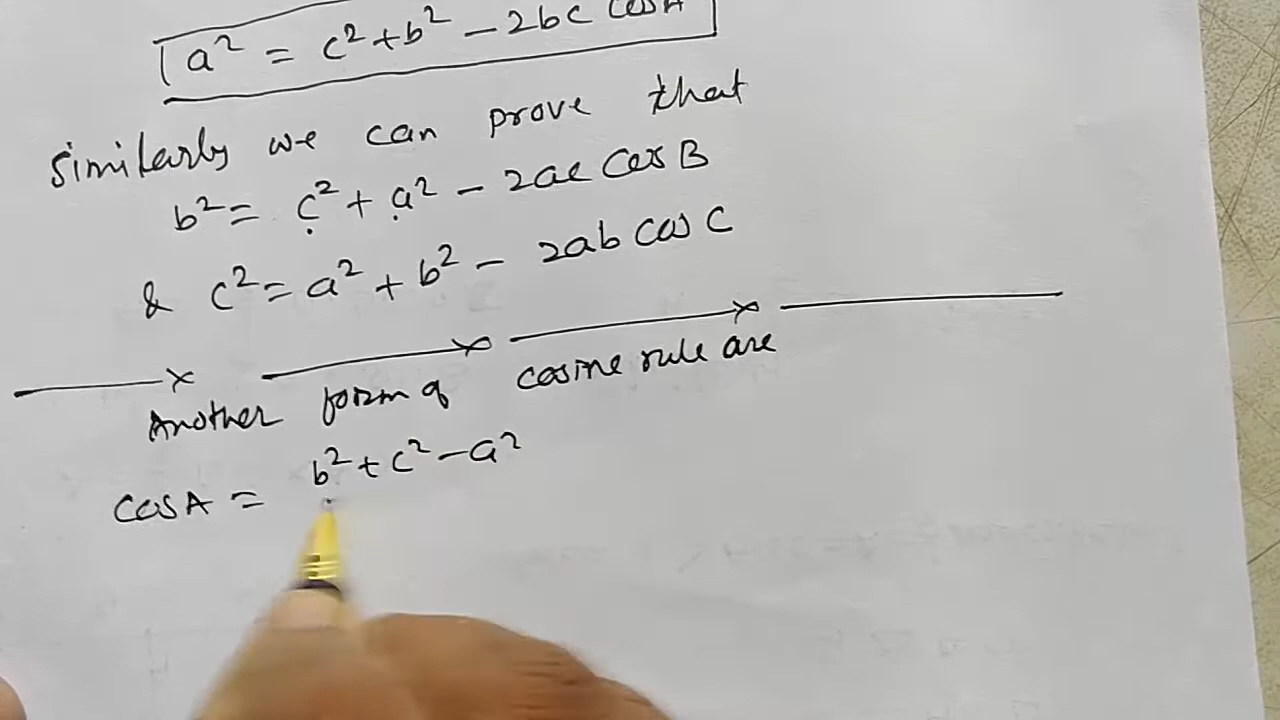 a² = c² + b² - 2bc cosA
Similarly we can prove that
b² = c² + a² - 2ac cos B
& c² = a² + b² - 2ab cos C
Another form of cosine rule are
cosA = b² + c² - a²